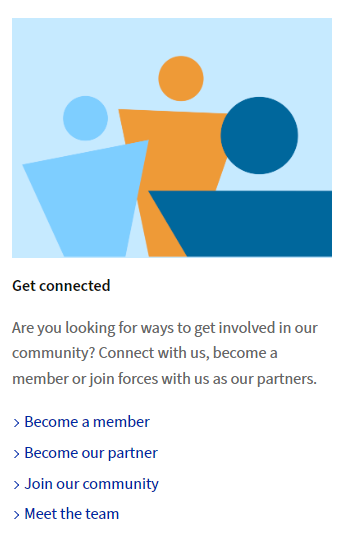 Get connected
Are you looking for ways to get involved in our
community? Connect with us, become a
member or join forces with us as our partners.
Become a member
Become our partner
Join our community
Meet the team